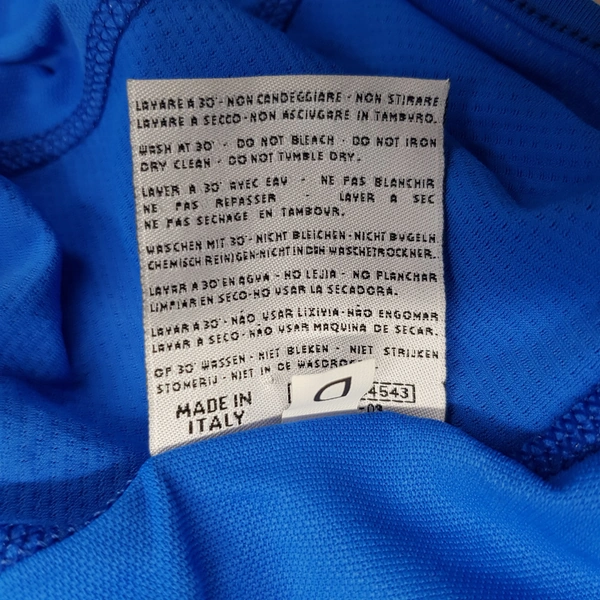 LAVARE A 30°- NON CANDEGGIARE - NON STIRARE
LAVARE A SECCO-NON ASCIUGARE IN TAMBURO.
WASH AT 30° - DO NOT BLEACH - DO NOT IRON
DRY CLEAN - DO NOT TUMBLE DRY.
LAVER A 30° AVEC EAU - NE PAS BLANCHIR
NE PAS REPASSER - LAVER A SEC
NE PAS SECHAGE EN TAMBOUR.
WASCHEN MIT 30°-NICHT BLEICHEN-NICHT BUGELN
CHEMISCH REINIGEN-NICHT IN DEN WASCHETROCKNER.
LAVAR A 30°EN AGUA - NO LEJIA - NO PLANCHAR
LIMPIAR EN SECO-NO USAR LA SECADORA.
LAVAR A 30°- NÃO USAR LIXIVIA-NÃO ENGOMAR
LAVAR A SECO-NÃO USAR MAQUINA DE SECAR.
OP 30° WASSEN - NIET BLEKEN - NIET STRIJKEN
STOMERIJ - NIET IN DE WASDROG
MADE IN
ITALY
4543